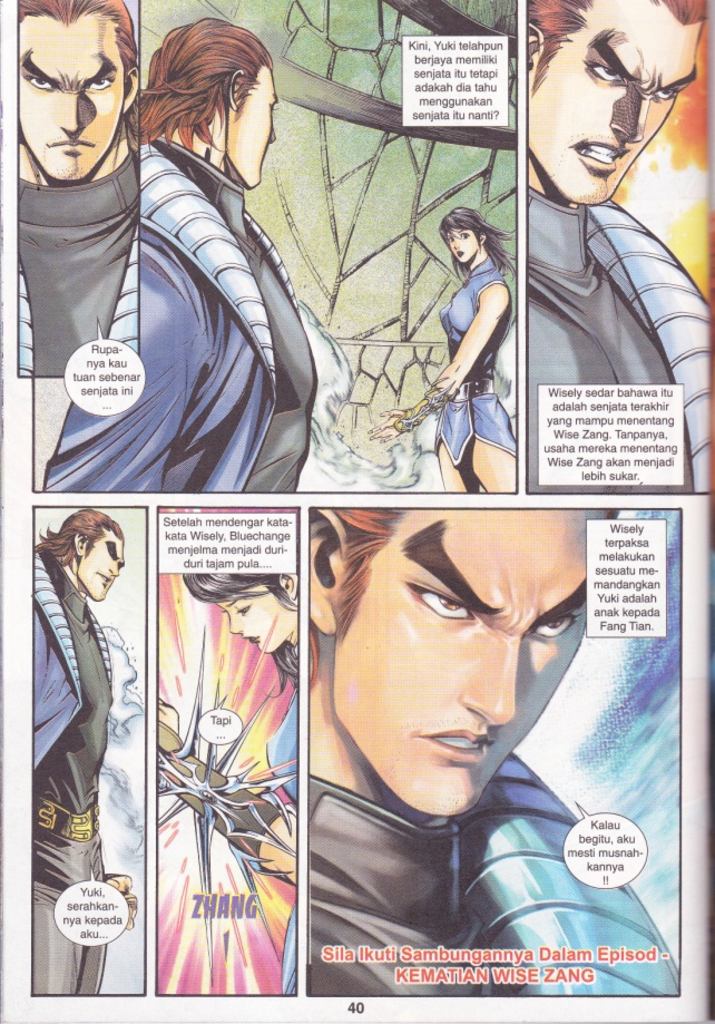 Rupa-
nya kau
tuan sebenar
senjata ini
...
Kini, Yuki telahpun
berjaya memiliki
senjata itu tetapi
adakah dia tahu
menggunakan
senjata itu nanti?
Wisely sedar bahawa itu
adalah senjata terakhir
yang mampu menentang
Wise Zang. Tanpanya,
usaha mereka menentang
Wise Zang akan menjadi
lebih sukar.
Yuki,
serahkan-
nya kepada
aku...
Setelah mendengar kata-
kata Wisely, Bluechange
menjelma menjadi duri-
duri tajam pula....
Tapi
...
ZHANG
!
Wisely
terpaksa
melakukan
sesuatu me-
mandangkan
Yuki adalah
anak kepada
Fang Tian.
Kalau
begitu, aku
mesti musnah-
kannya
!!
Sila Ikuti Sambungannya Dalam Episod -
KEMATIAN WISE ZANG
40